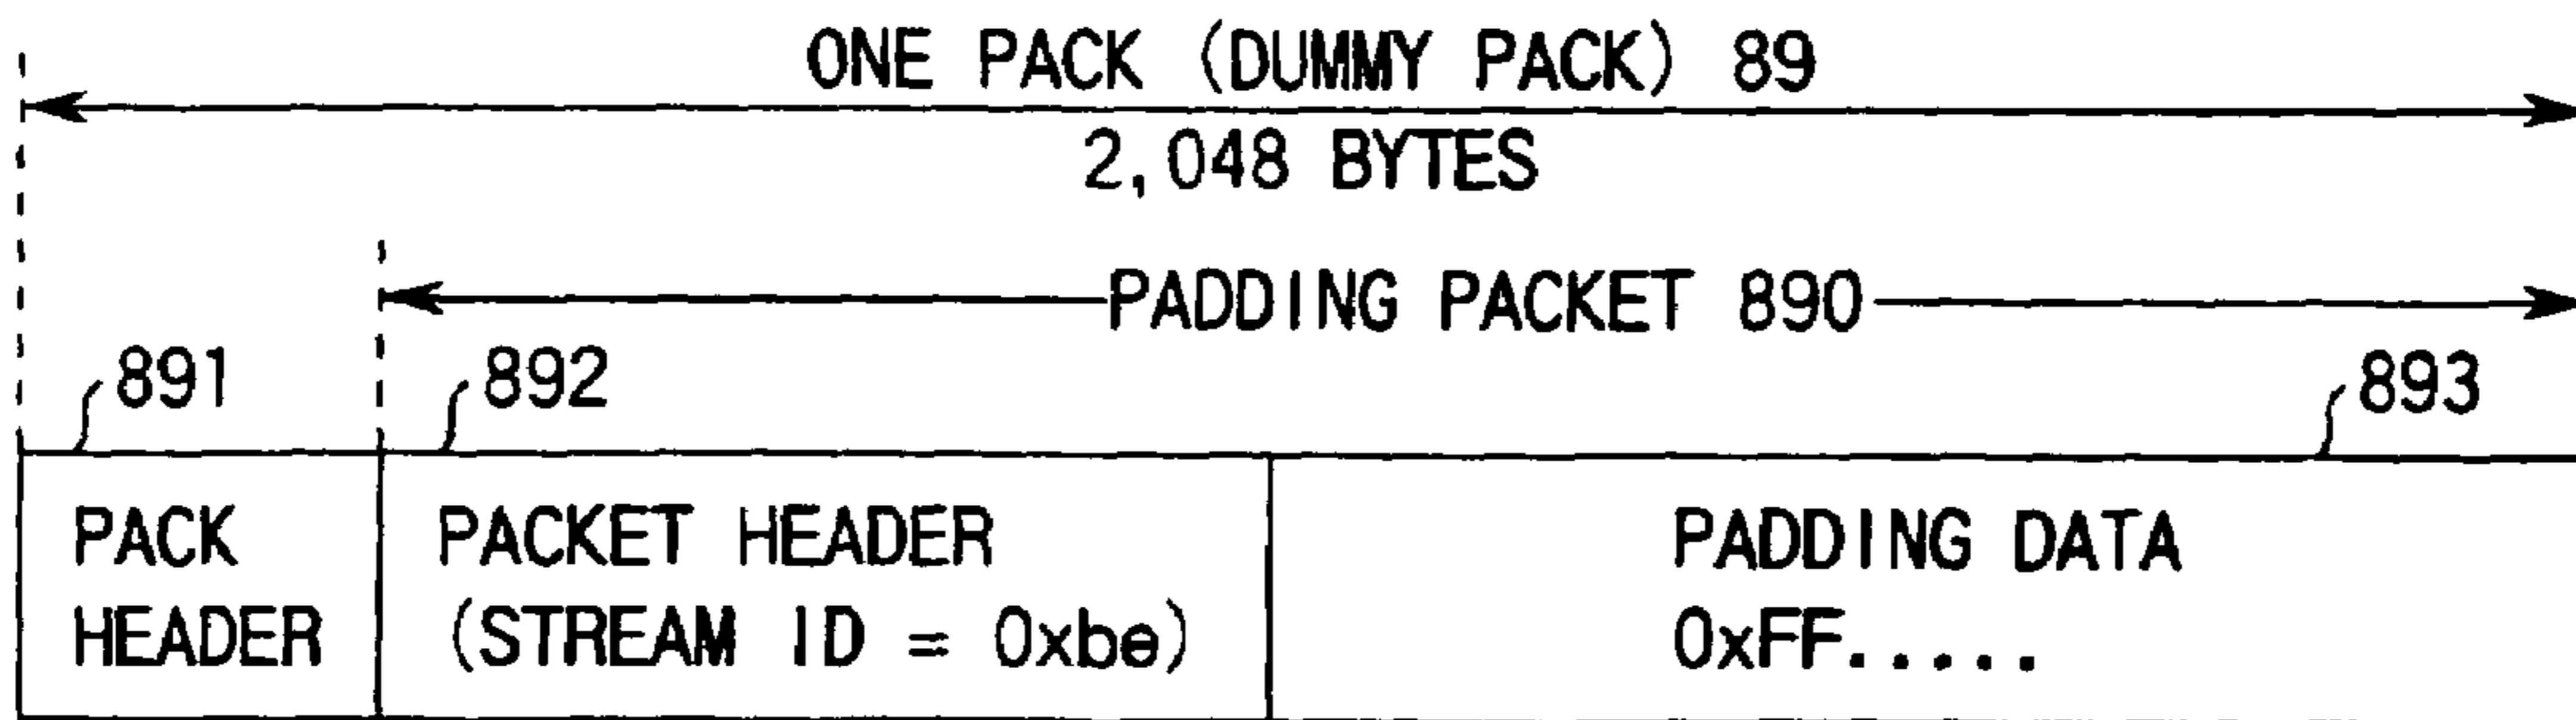 ONE PACK (DUMMY PACK) 89
2,048 BYTES
PADDING PACKET 890
891
892
893
PACK
HEADER
PACKET HEADER
(STREAM ID = 0xbe)
PADDING DATA
0xFF.....